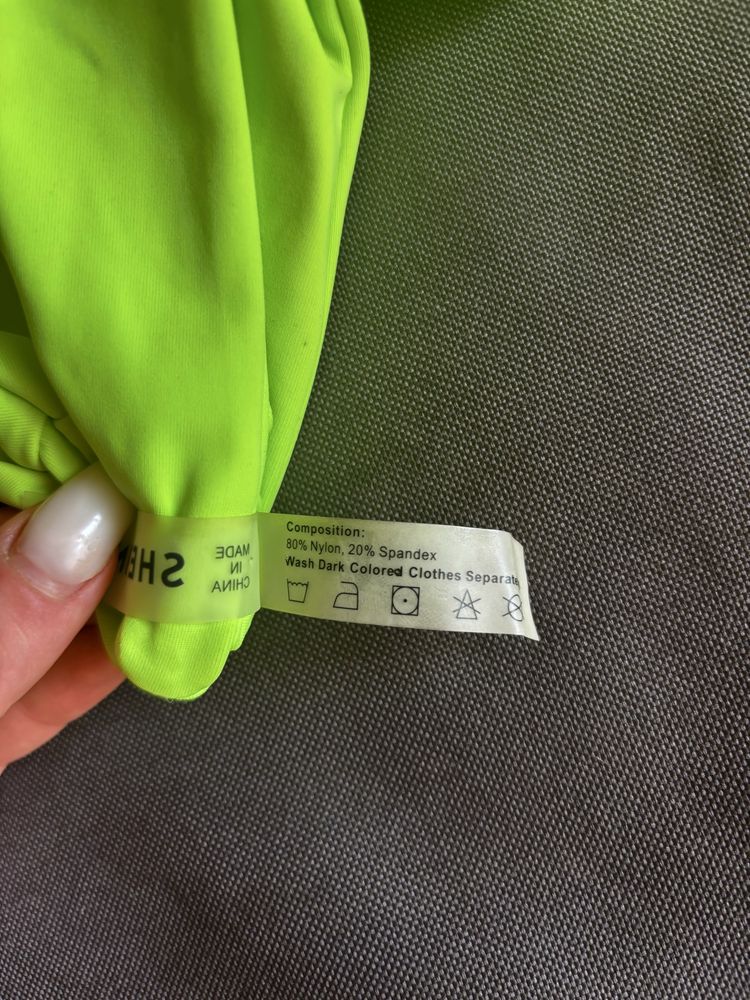 Composition:
80% Nylon, 20% Spandex
Wash Dark Colored Clothes Separate
MADE
IN
CHINA